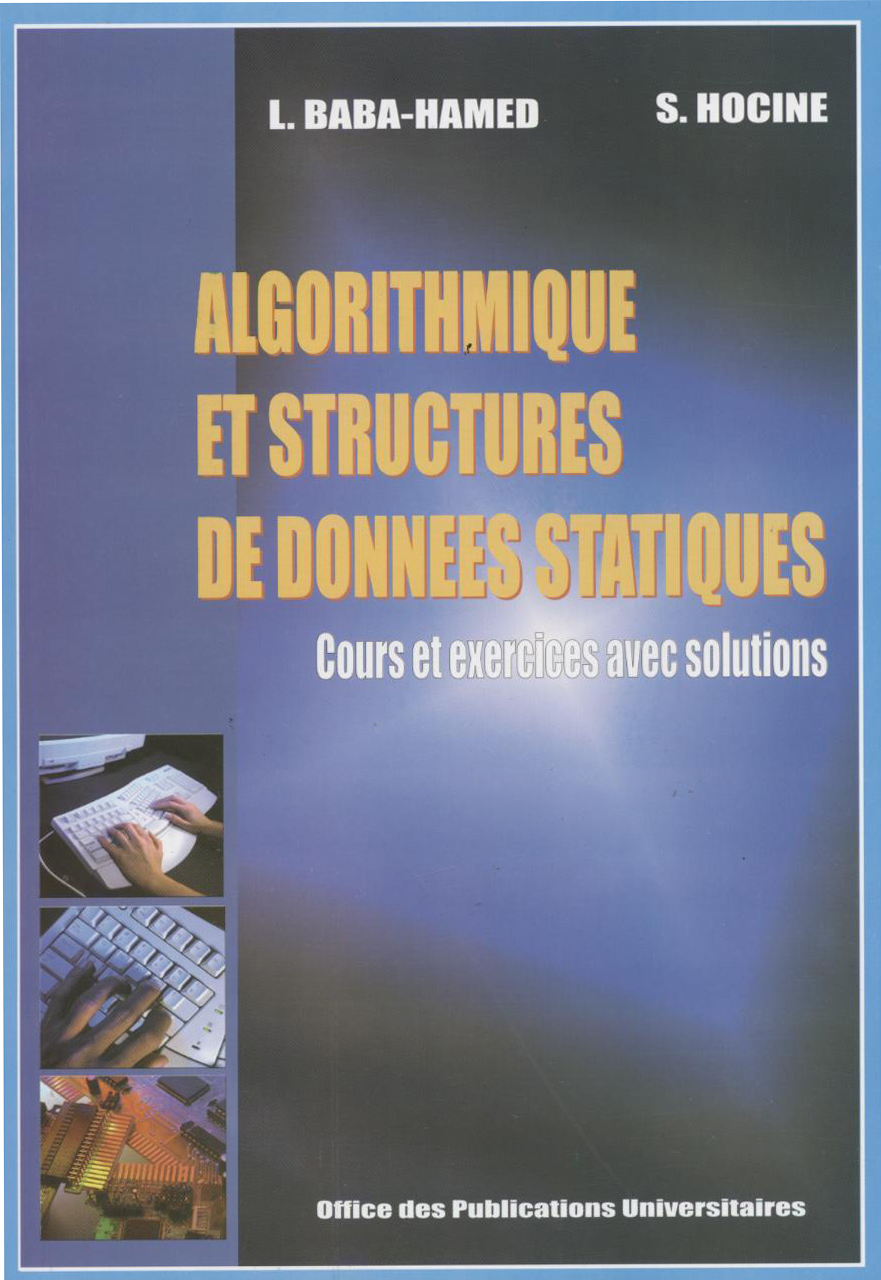 L. BABA-HAMED S. HOCINE
ALGORITHMIQUE
ET STRUCTURES
DE DONNEES STATIQUES
Cours et exercices avec solutions
Office des Publications Universitaires